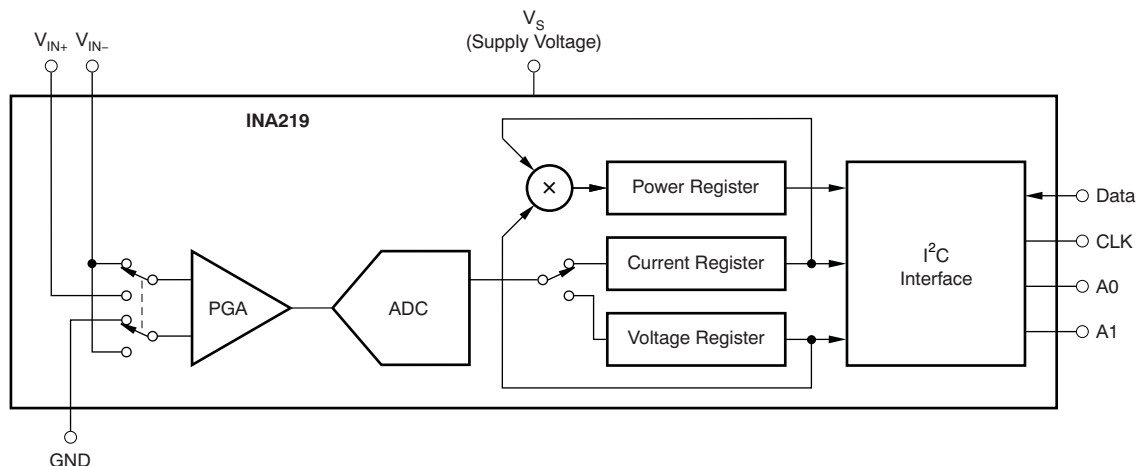 V_S
(Supply Voltage)
V_IN+
V_IN–
INA219
×
Power Register
Data
CLK
I²C
Interface
Current Register
A0
PGA
ADC
Voltage Register
A1
GND